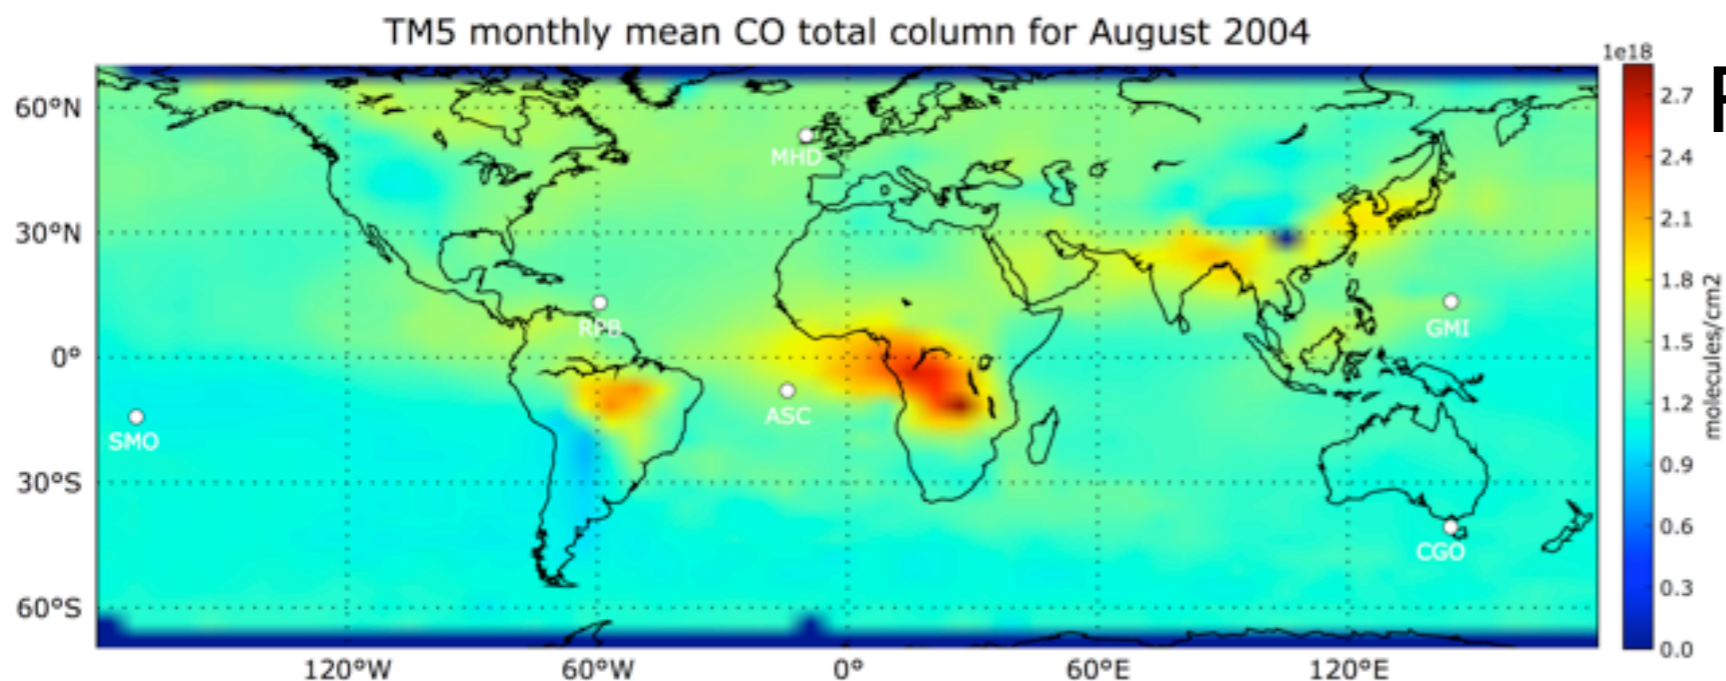 TM5 monthly mean CO total column for August 2004
1e18
60°N
30°N
0°
30°S
60°S
120°W
60°W
0°
60°E
120°E
MHD
RPB
ASC
SMO
GMI
CGO
2.7
2.4
2.1
1.8
1.5
1.2
0.9
0.6
0.3
0.0
molecules/cm2